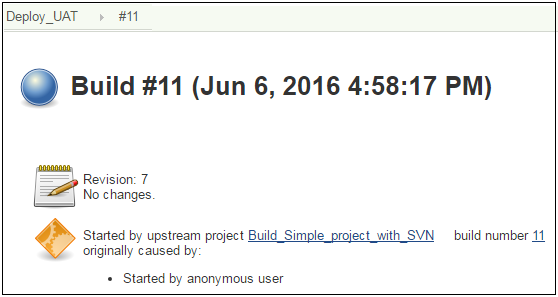 Deploy_UAT #11
Build #11 (Jun 6, 2016 4:58:17 PM)
Revision: 7
No changes.
Started by upstream project Build_Simple_project_with_SVN build number 11
originally caused by:
Started by anonymous user